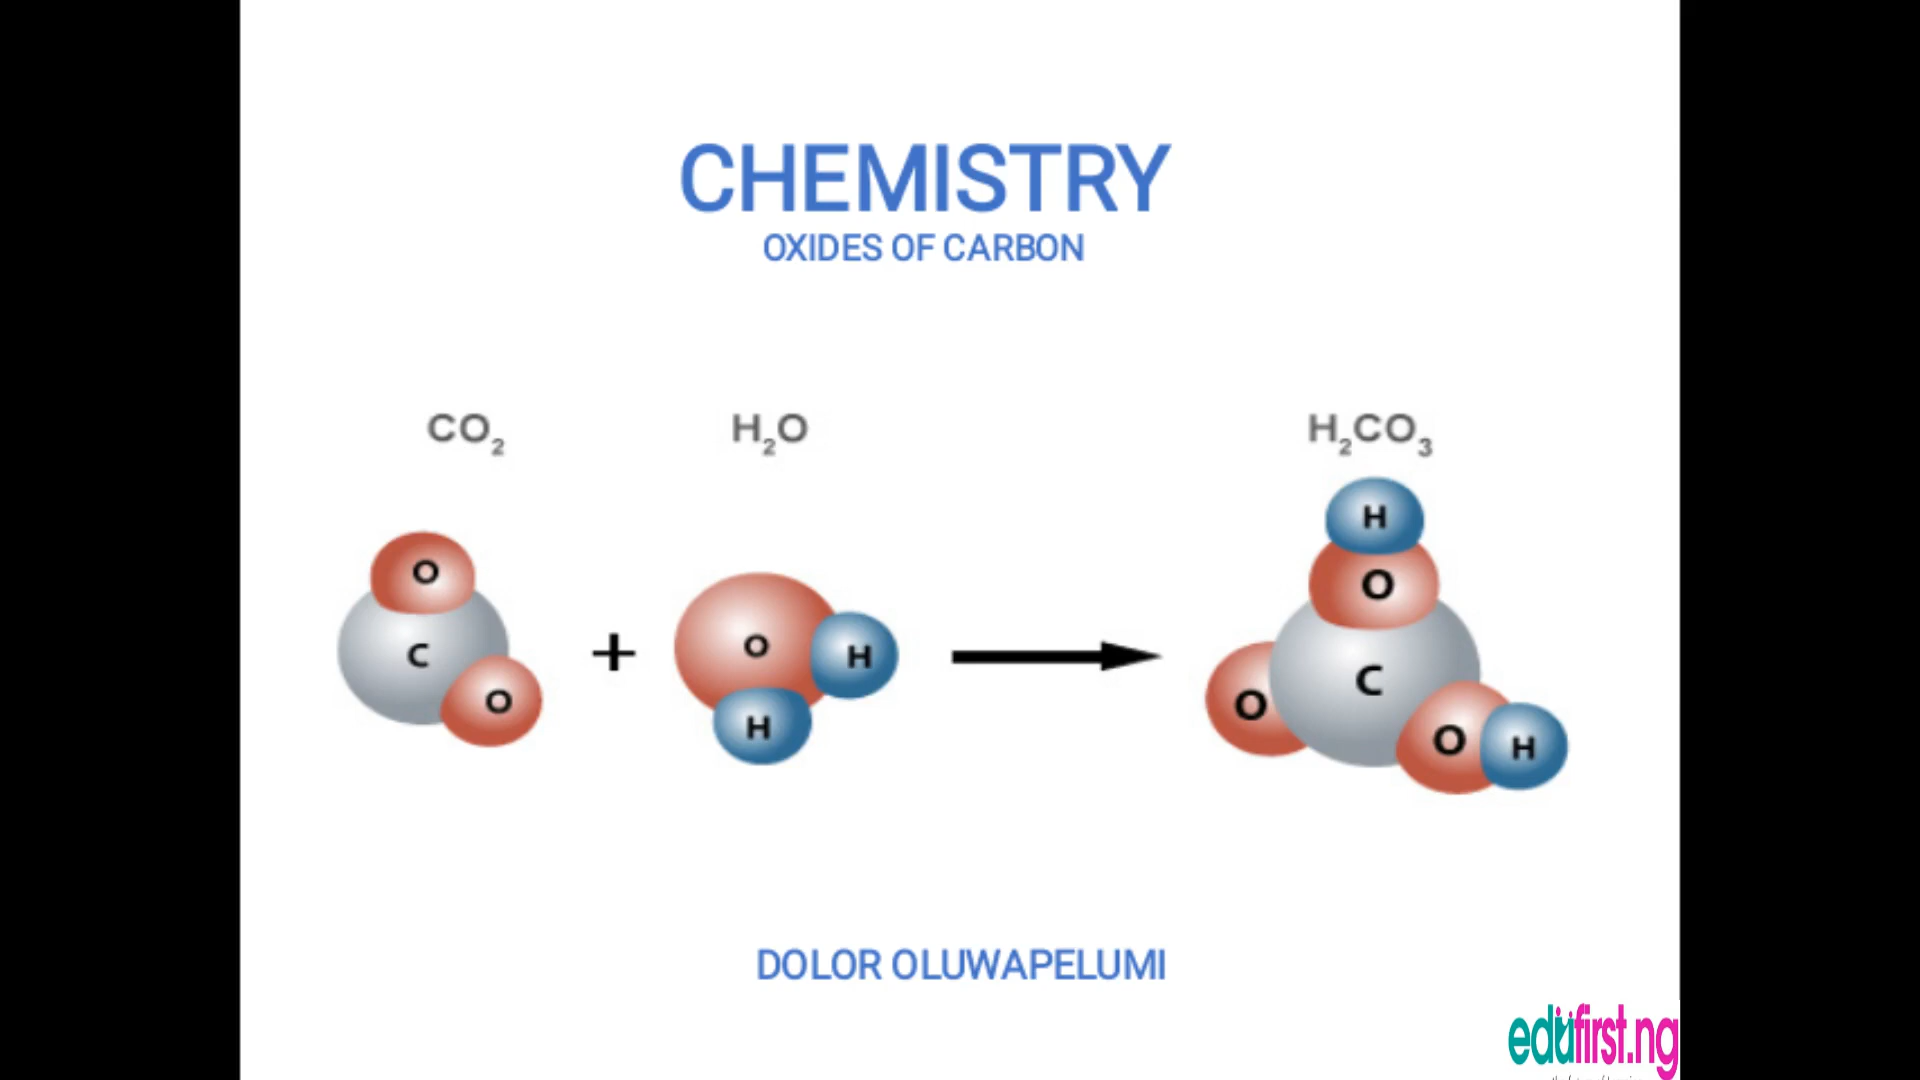 CHEMISTRY
OXIDES OF CARBON
CO₂ H₂O H₂CO₃
H
O O
C O H C
+
O H O O H
DOLOR OLUWAPELUMI
edufirst.ng